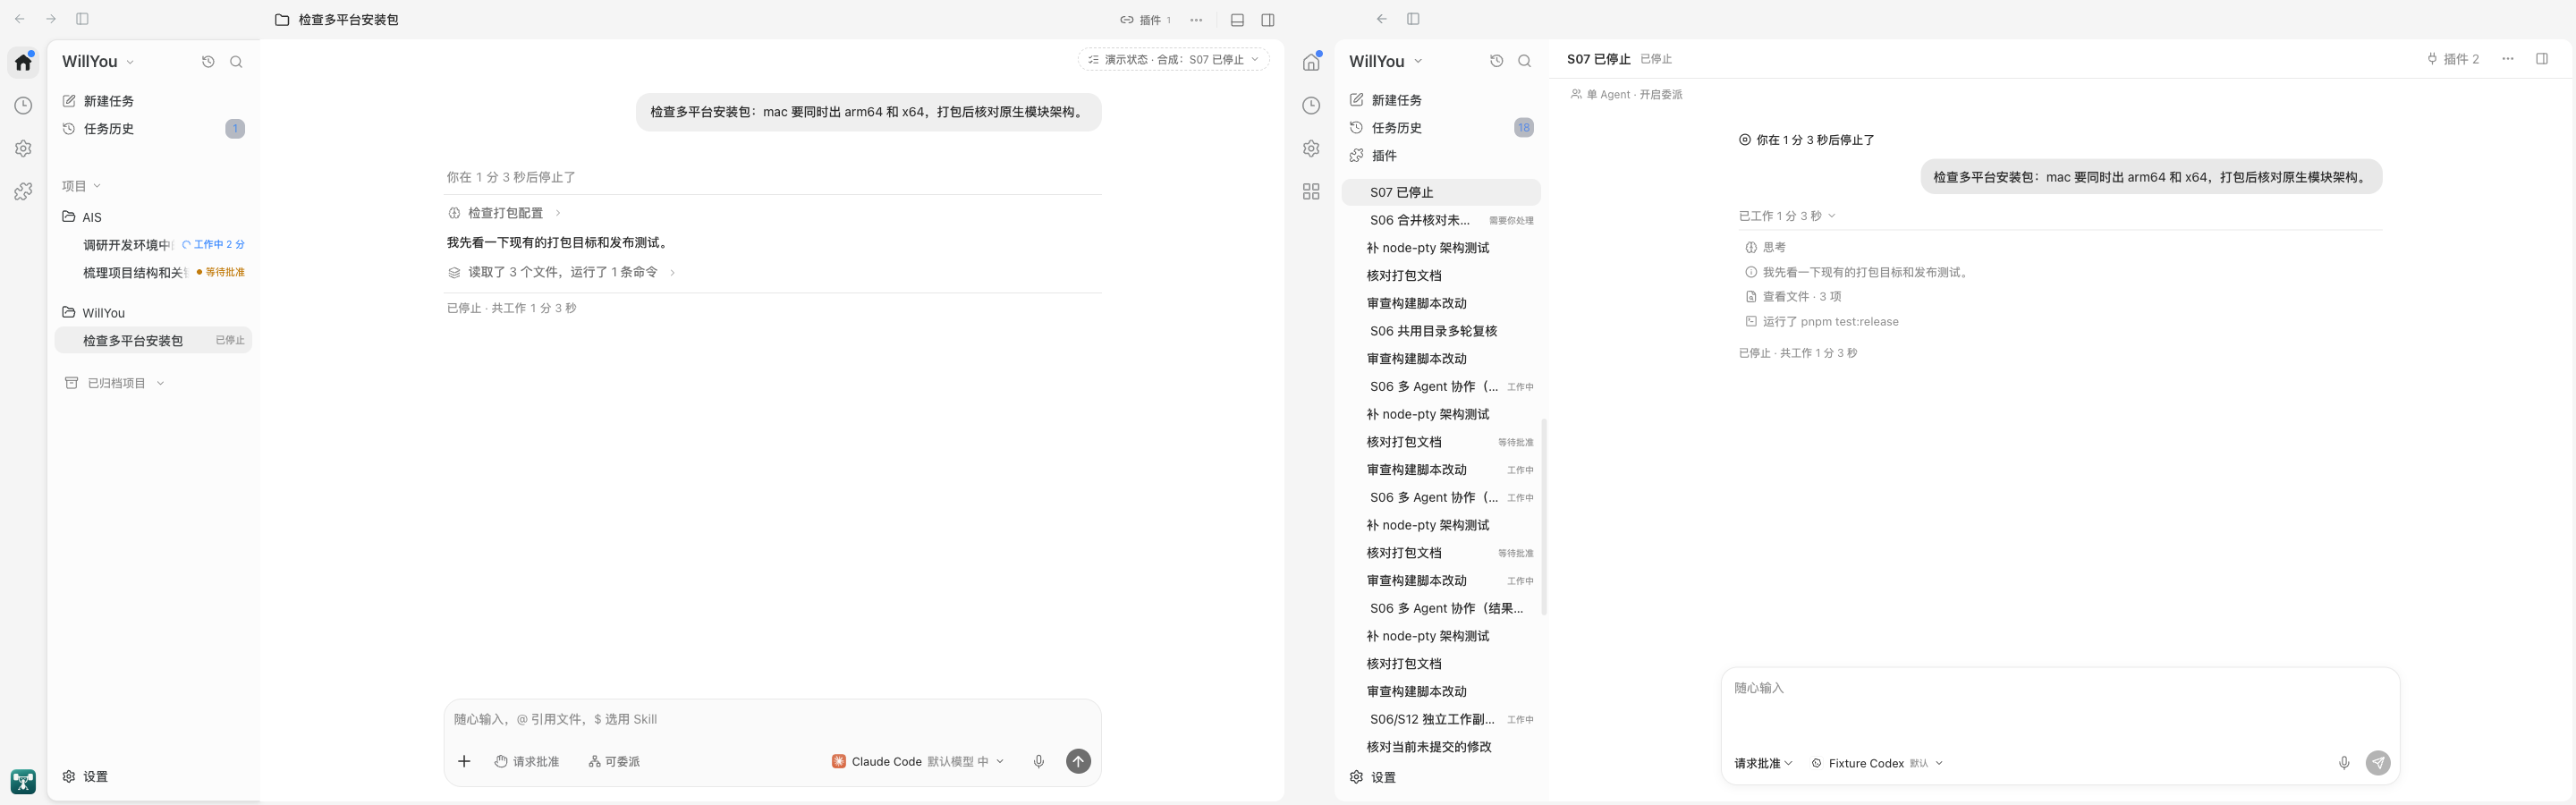 检查多平台安装包
插件 1
WillYou
新建任务
任务历史 1
项目
AIS
调研开发环境中 工作中 2 分
梳理项目结构和关 等待批准
WillYou
检查多平台安装包 已停止
已归档项目
设置
演示状态 · 合成：S07 已停止
检查多平台安装包：mac 要同时出 arm64 和 x64，打包后核对原生模块架构。
你在 1 分 3 秒后停止了
检查打包配置
我先看一下现有的打包目标和发布测试。
读取了 3 个文件，运行了 1 条命令
已停止 · 共工作 1 分 3 秒
随心输入，@ 引用文件，$ 选用 Skill
请求批准 可委派 Claude Code 默认模型 中
WillYou
新建任务
任务历史 18
插件
S07 已停止
S06 合并核对未... 需要你处理
补 node-pty 架构测试
核对打包文档
审查构建脚本改动
S06 共用目录多轮复核
审查构建脚本改动
S06 多 Agent 协作（... 工作中
补 node-pty 架构测试
核对打包文档 等待批准
审查构建脚本改动 工作中
S06 多 Agent 协作（... 工作中
补 node-pty 架构测试
核对打包文档 等待批准
审查构建脚本改动 工作中
S06 多 Agent 协作（结果...
补 node-pty 架构测试
核对打包文档
审查构建脚本改动
S06/S12 独立工作副... 工作中
核对当前未提交的修改
设置
S07 已停止 已停止
插件 2
单 Agent · 开启委派
你在 1 分 3 秒后停止了
检查多平台安装包：mac 要同时出 arm64 和 x64，打包后核对原生模块架构。
已工作 1 分 3 秒
思考
我先看一下现有的打包目标和发布测试。
查看文件 · 3 项
运行了 pnpm test:release
已停止 · 共工作 1 分 3 秒
随心输入
请求批准 Fixture Codex 默认